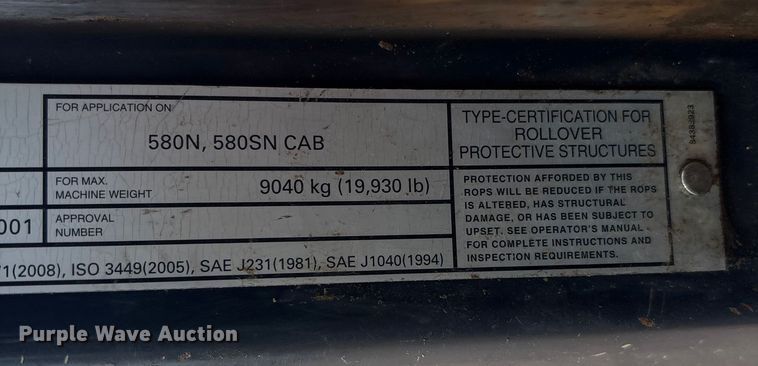 FOR APPLICATION ON
580N, 580SN CAB
FOR MAX.
MACHINE WEIGHT
9040 kg (19,930 lb)
001
APPROVAL
NUMBER
71(2008), ISO 3449(2005), SAE J231(1981), SAE J1040(1994)
TYPE-CERTIFICATION FOR
ROLLOVER
PROTECTIVE STRUCTURES
PROTECTION AFFORDED BY THIS
ROPS WILL BE REDUCED IF THE ROPS
IS ALTERED, HAS STRUCTURAL
DAMAGE, OR HAS BEEN SUBJECT TO
UPSET. SEE OPERATOR'S MANUAL
FOR COMPLETE INSTRUCTIONS AND
INSPECTION REQUIREMENTS.
Purple Wave Auction